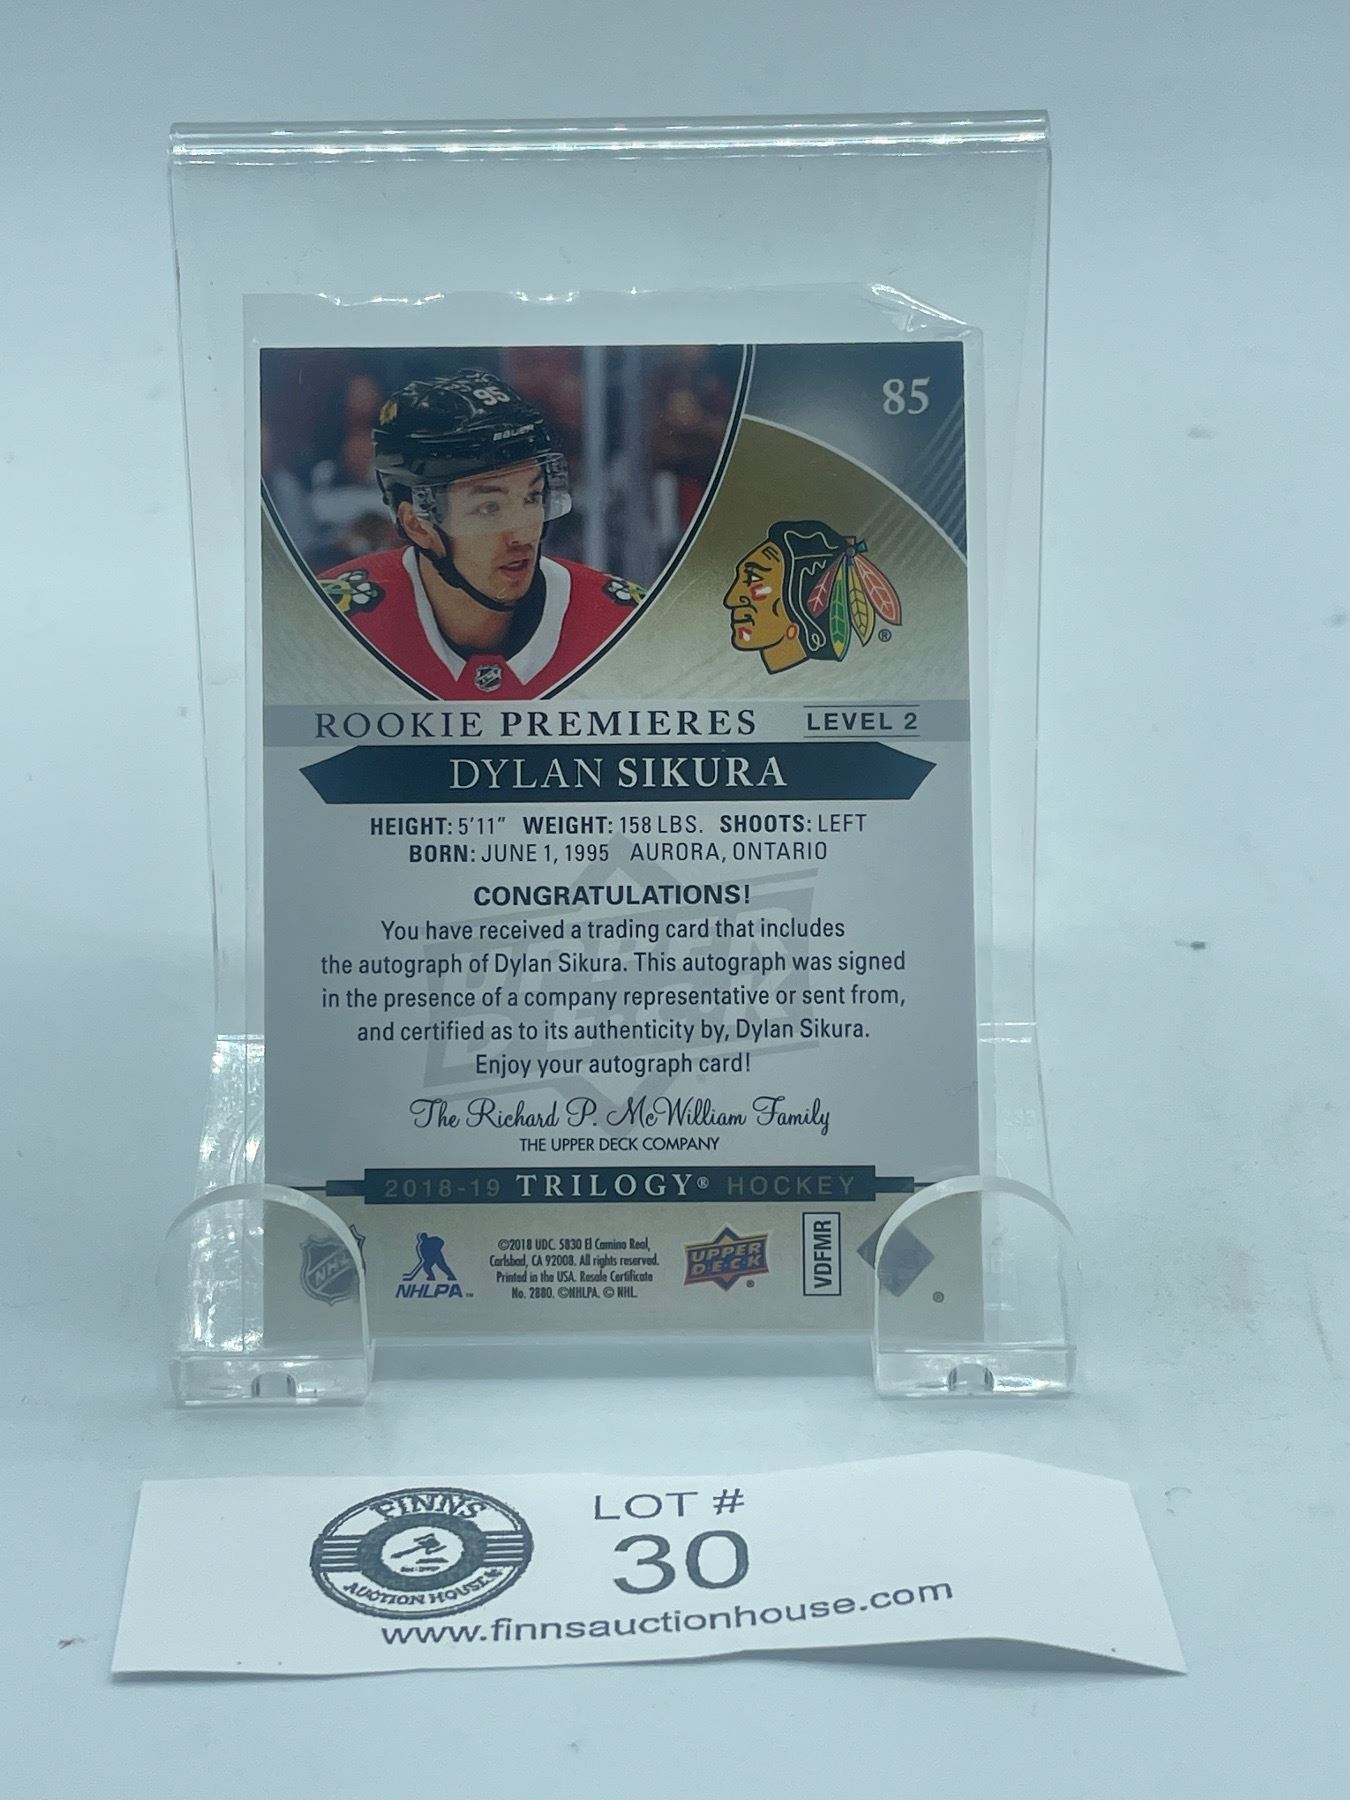 85
95
BAUER
ROOKIE PREMIERES LEVEL 2
DYLAN SIKURA
HEIGHT: 5'11" WEIGHT: 158 LBS. SHOOTS: LEFT
BORN: JUNE 1, 1995 AURORA, ONTARIO
CONGRATULATIONS!
You have received a trading card that includes
the autograph of Dylan Sikura. This autograph was signed
in the presence of a company representative or sent from,
and certified as to its authenticity by, Dylan Sikura.
Enjoy your autograph card!
The Richard P. McWilliam Family
THE UPPER DECK COMPANY
UPPER
DECK
2018-19 TRILOGY® HOCKEY
NHL
NHLPA™
©2018 UDC. 5830 El Camino Real,
Carlsbad, CA 92008. All rights reserved.
Printed in the USA. Resale Certificate
No. 2880. ©NHLPA. © NHL.
UPPER
D·E·C·K
®
VDFMR
®
FINNS
AUCTION HOUSE
LOT #
30
www.finnsauctionhouse.com